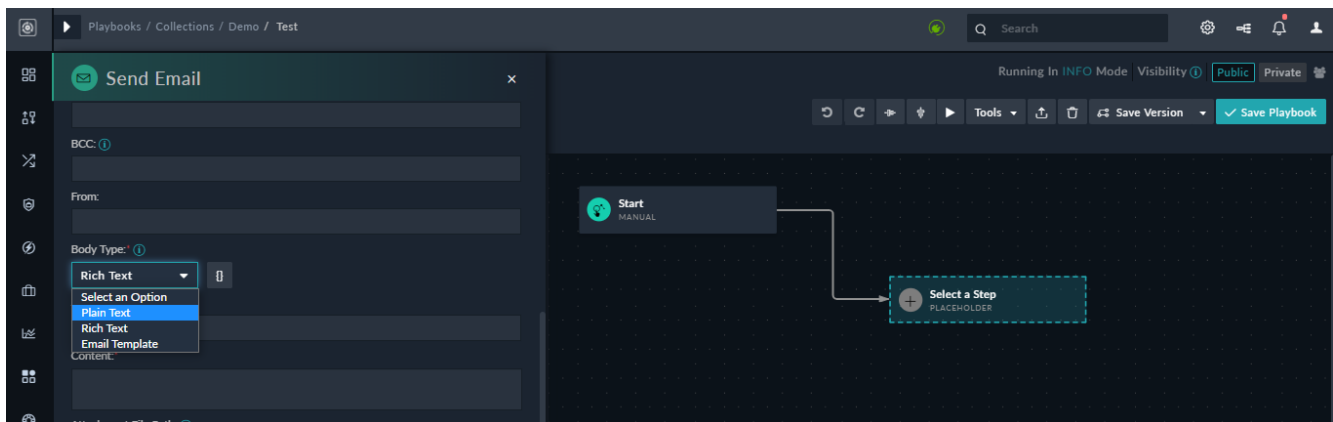 Playbooks / Collections / Demo / Test
Search
Send Email
×
Running In INFO Mode Visibility Public Private
Tools
Save Version
Save Playbook
BCC:
From:
Body Type:*
Rich Text
{}
Select an Option
Plain Text
Rich Text
Email Template
Content:*
Start
MANUAL
Select a Step
PLACEHOLDER